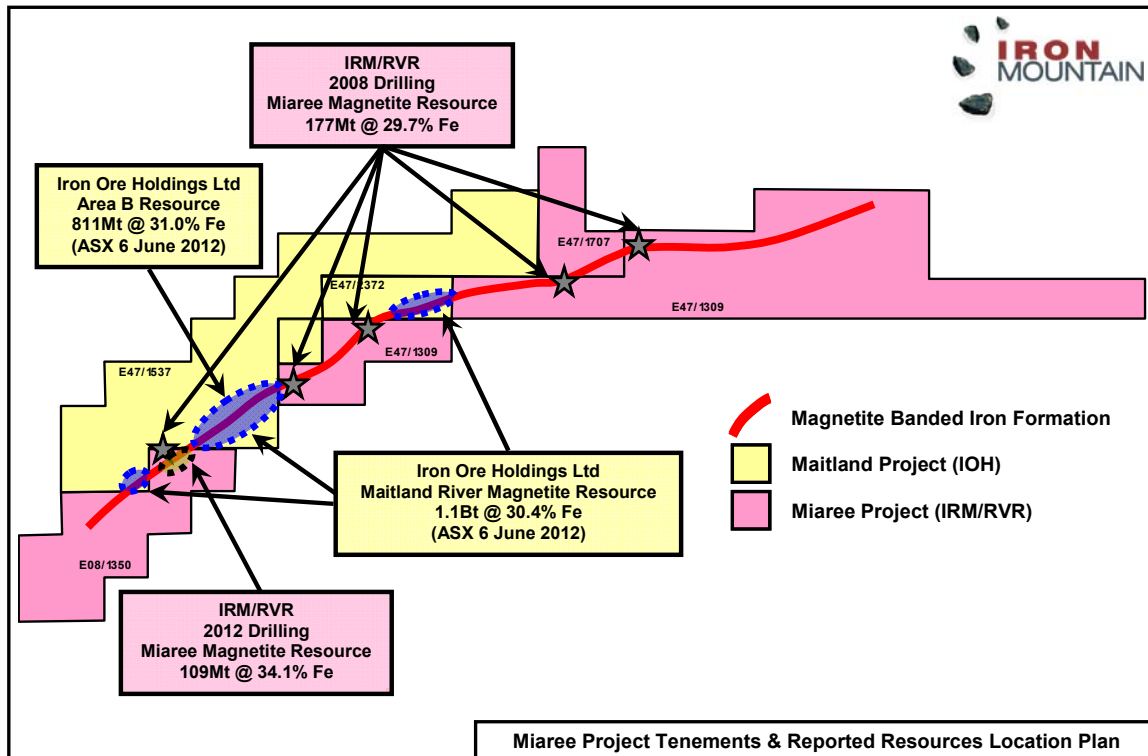 IRON
MOUNTAIN
IRM/RVR
2008 Drilling
Miaree Magnetite Resource
177Mt @ 29.7% Fe
Iron Ore Holdings Ltd
Area B Resource
811Mt @ 31.0% Fe
(ASX 6 June 2012)
E47/1707
E47/2372
E47/1309
E47/1309
E47/1537
Magnetite Banded Iron Formation
Maitland Project (IOH)
Miaree Project (IRM/RVR)
Iron Ore Holdings Ltd
Maitland River Magnetite Resource
1.1Bt @ 30.4% Fe
(ASX 6 June 2012)
E08/1350
IRM/RVR
2012 Drilling
Miaree Magnetite Resource
109Mt @ 34.1% Fe
Miaree Project Tenements & Reported Resources Location Plan